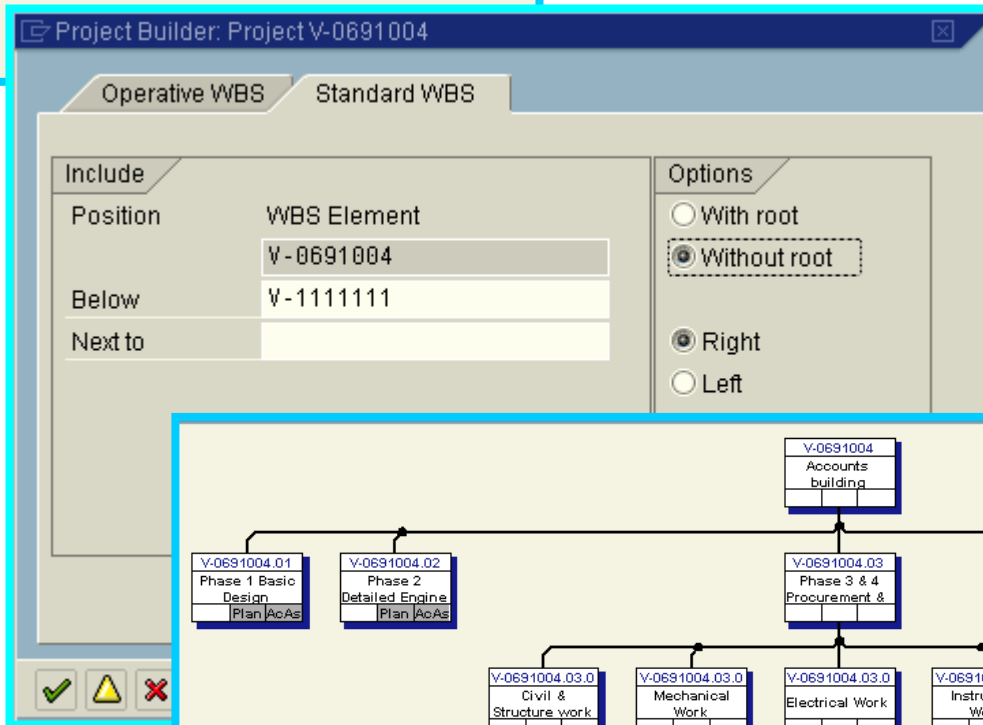 Project Builder: Project V-0691004
Operative WBS Standard WBS
Include
Position WBS Element
V-0691004
Below V-1111111
Next to
Options
With root
Without root
Right
Left
V-0691004
Accounts
building
V-0691004.01
Phase 1 Basic
Design
Plan AcAs
V-0691004.02
Phase 2
Detailed Engine
Plan AcAs
V-0691004.03
Phase 3 & 4
Procurement &
V-0691004.03.0
Civil &
Structure work
V-0691004.03.0
Mechanical
Work
V-0691004.03.0
Electrical Work
V-0691
Instru
W